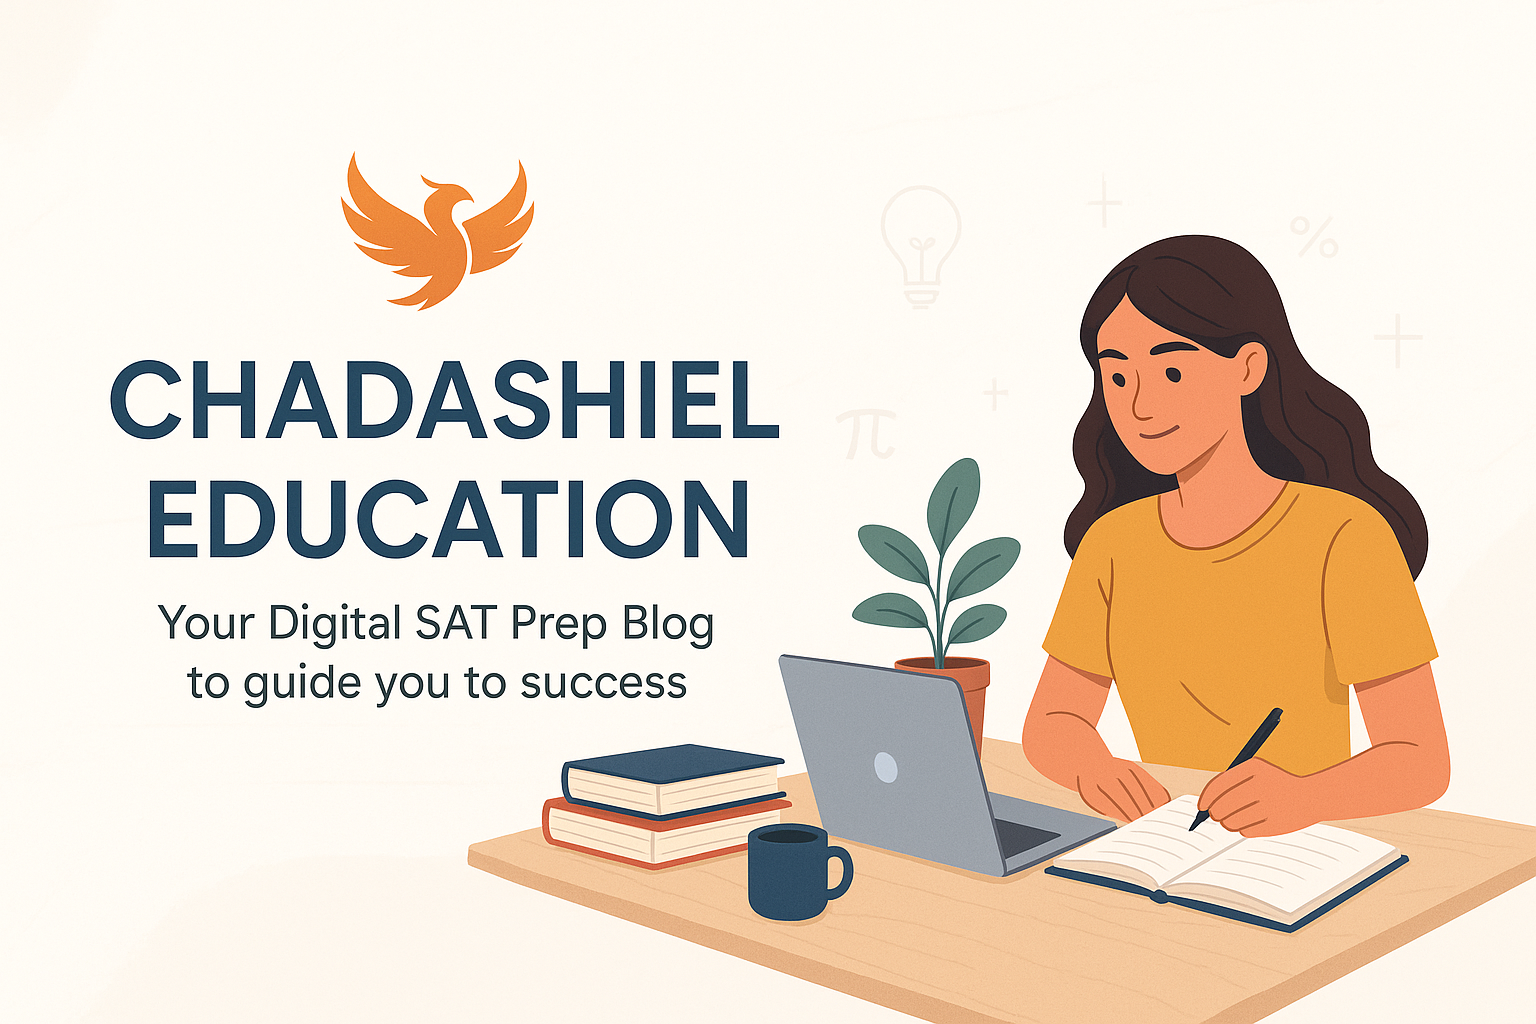 CHADASHIEL
EDUCATION
Your Digital SAT Prep Blog
to guide you to success
%
π